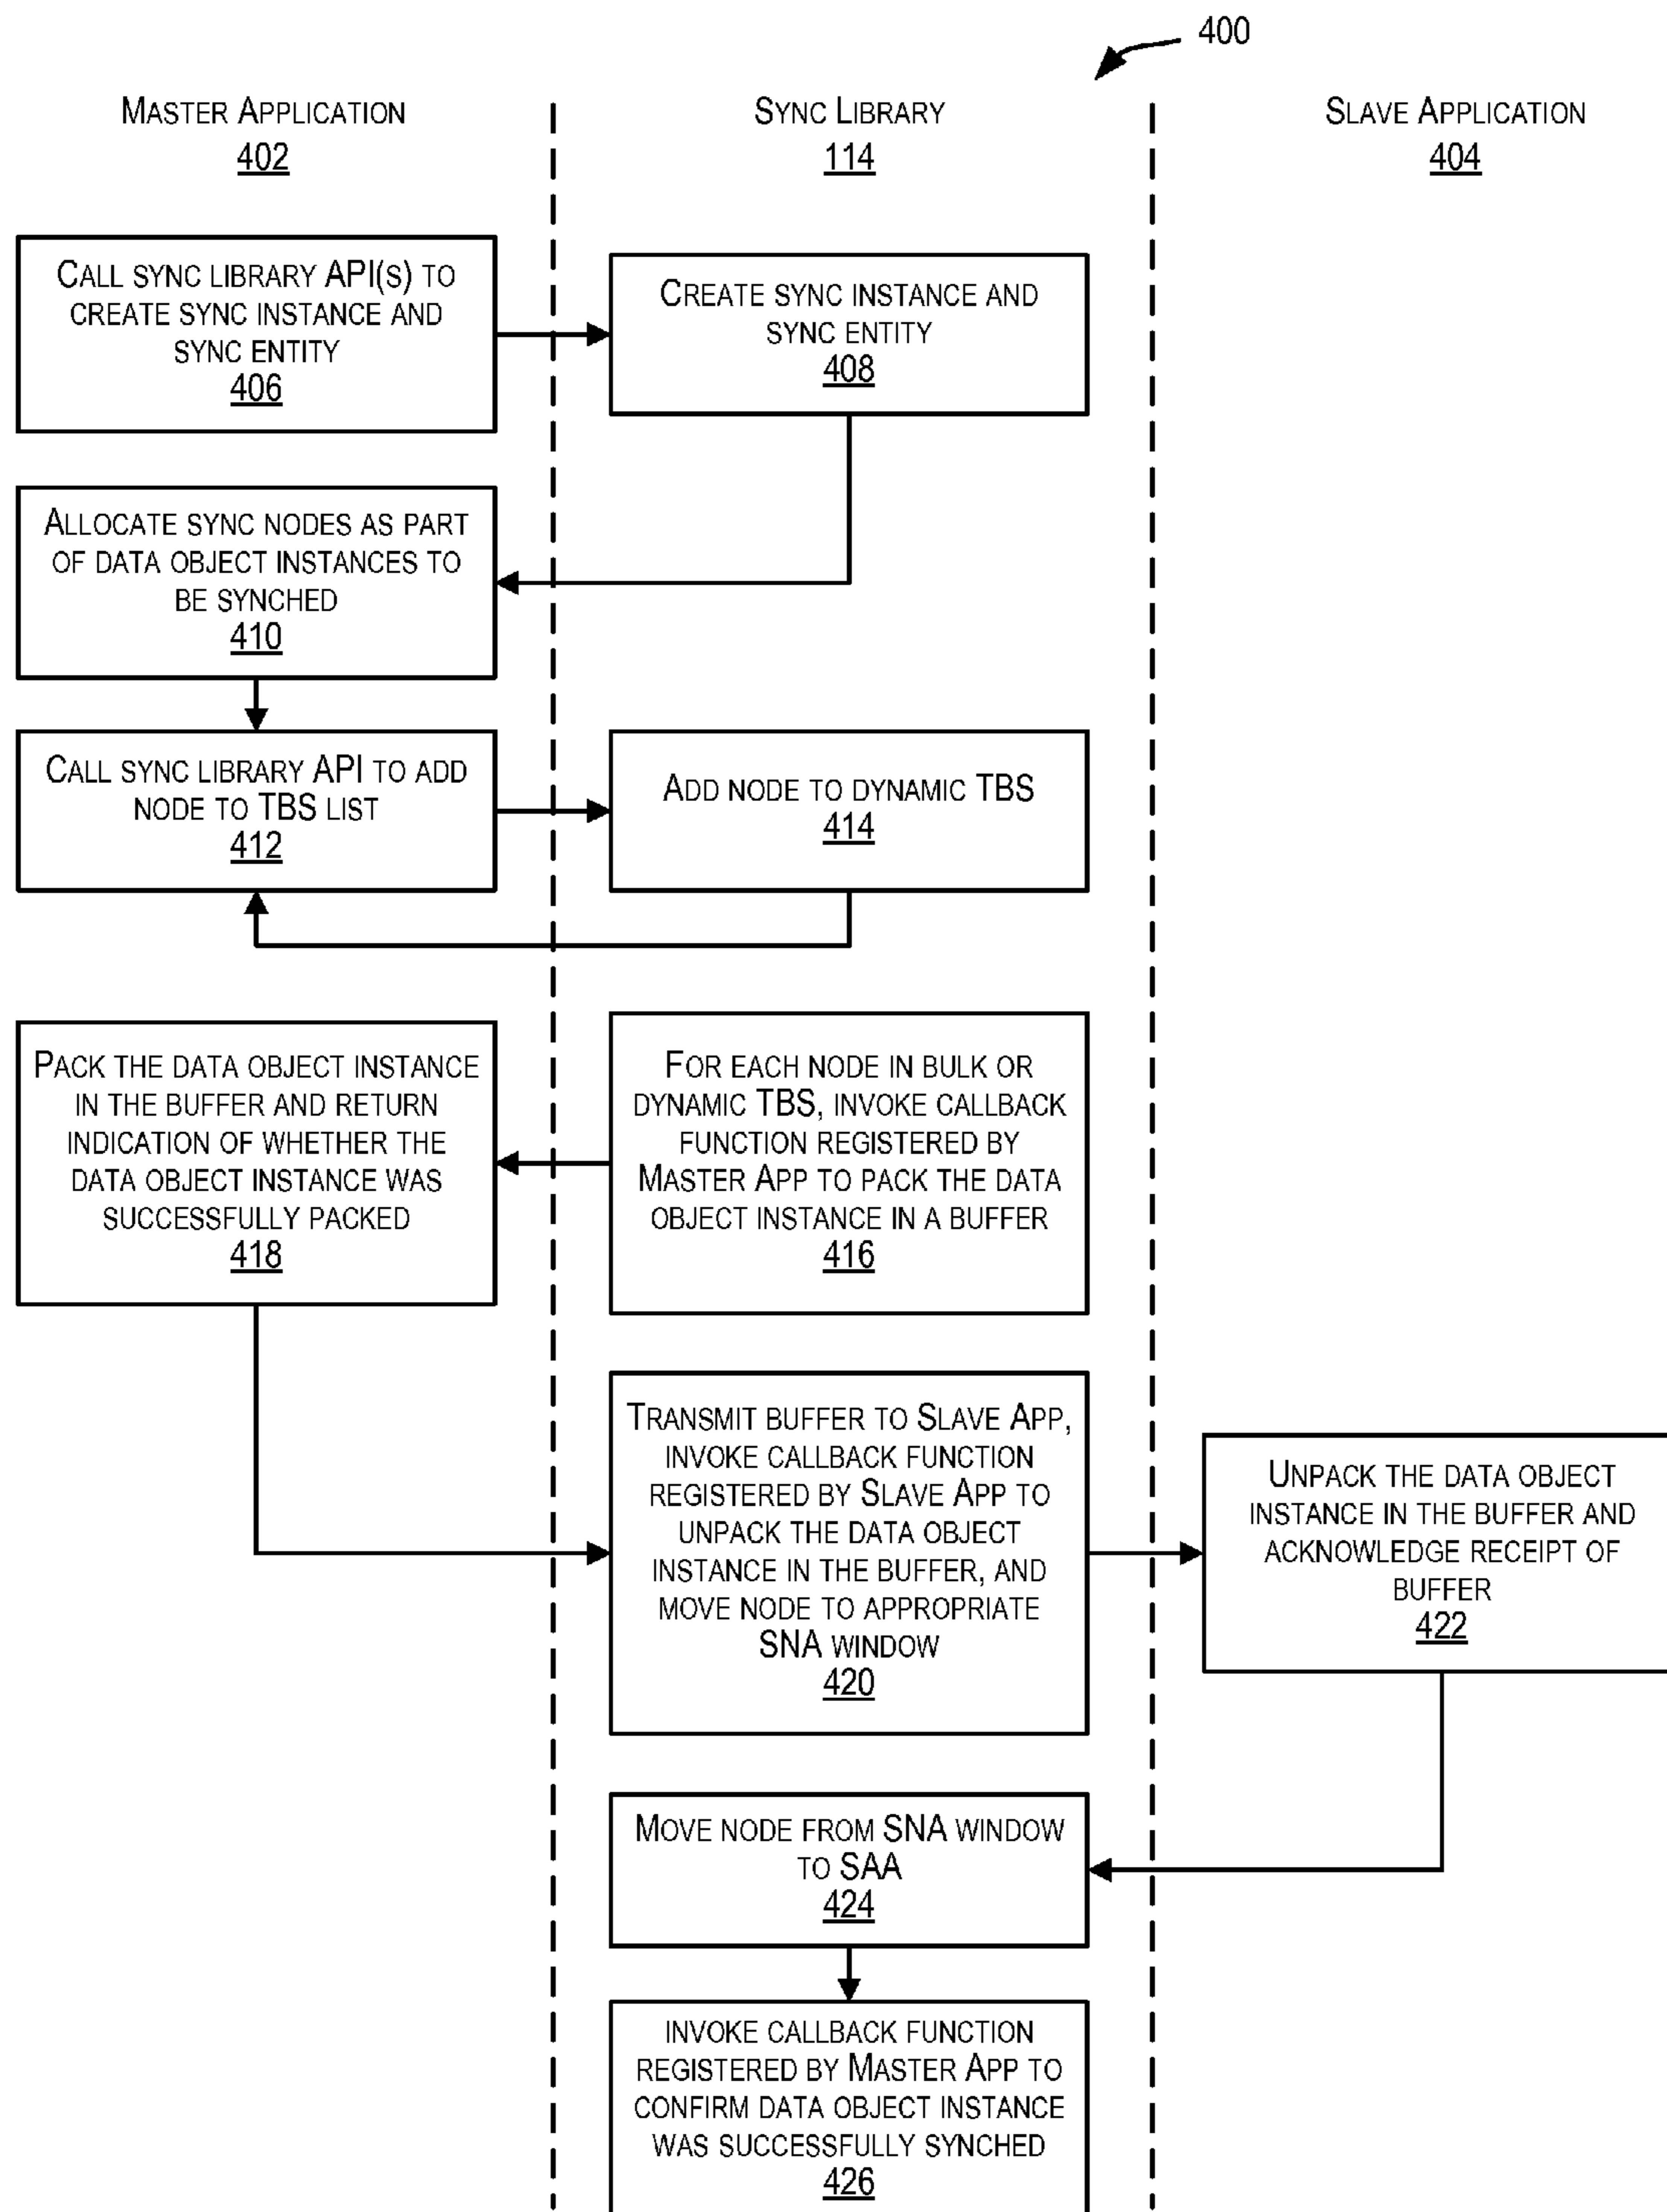 400
MASTER APPLICATION
402
SYNC LIBRARY
114
SLAVE APPLICATION
404
CALL SYNC LIBRARY API(S) TO
CREATE SYNC INSTANCE AND
SYNC ENTITY
406
CREATE SYNC INSTANCE AND
SYNC ENTITY
408
ALLOCATE SYNC NODES AS PART
OF DATA OBJECT INSTANCES TO
BE SYNCHED
410
CALL SYNC LIBRARY API TO ADD
NODE TO TBS LIST
412
ADD NODE TO DYNAMIC TBS
414
PACK THE DATA OBJECT INSTANCE
IN THE BUFFER AND RETURN
INDICATION OF WHETHER THE
DATA OBJECT INSTANCE WAS
SUCCESSFULLY PACKED
418
FOR EACH NODE IN BULK OR
DYNAMIC TBS, INVOKE CALLBACK
FUNCTION REGISTERED BY
MASTER APP TO PACK THE DATA
OBJECT INSTANCE IN A BUFFER
416
TRANSMIT BUFFER TO SLAVE APP,
INVOKE CALLBACK FUNCTION
REGISTERED BY SLAVE APP TO
UNPACK THE DATA OBJECT
INSTANCE IN THE BUFFER, AND
MOVE NODE TO APPROPRIATE
SNA WINDOW
420
UNPACK THE DATA OBJECT
INSTANCE IN THE BUFFER AND
ACKNOWLEDGE RECEIPT OF
BUFFER
422
MOVE NODE FROM SNA WINDOW
TO SAA
424
INVOKE CALLBACK FUNCTION
REGISTERED BY MASTER APP TO
CONFIRM DATA OBJECT INSTANCE
WAS SUCCESSFULLY SYNCHED
426